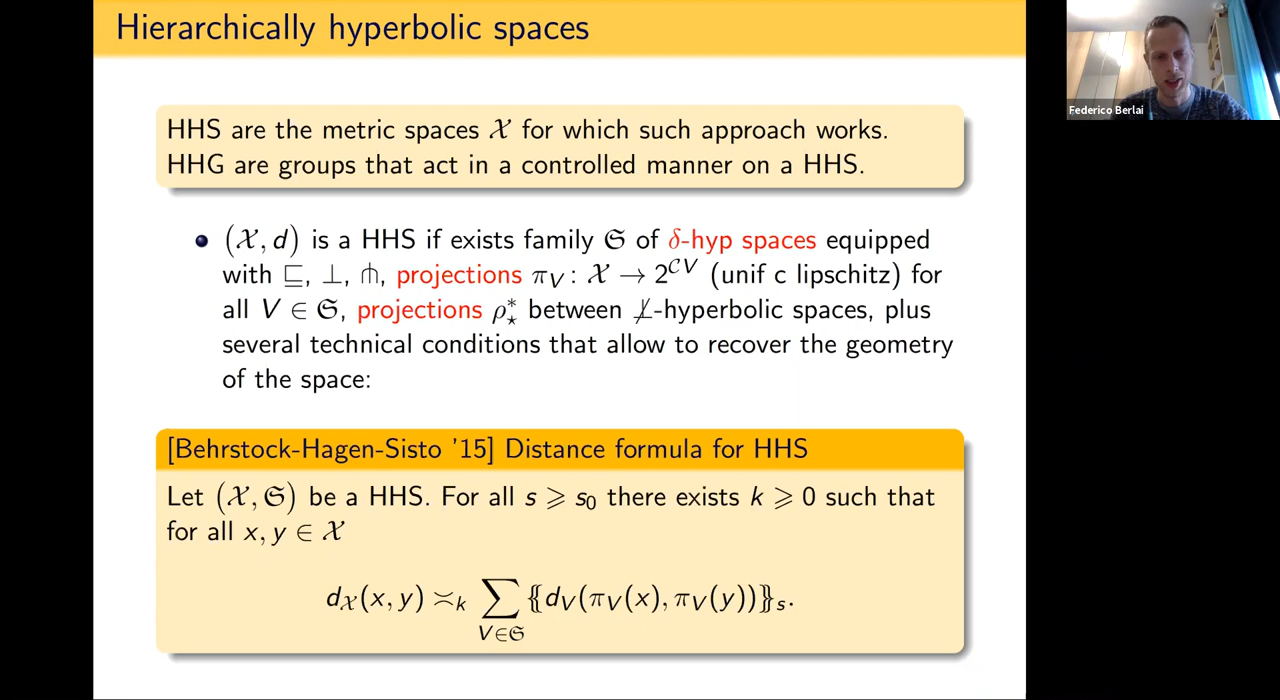 Hierarchically hyperbolic spaces
Federico Berlai
HHS are the metric spaces 𝒳 for which such approach works.
HHG are groups that act in a controlled manner on a HHS.
(𝒳, d) is a HHS if exists family 𝔖 of δ-hyp spaces equipped
with ⊑, ⊥, ⋔, projections π_V : 𝒳 → 2^{𝒞V} (unif c lipschitz) for
all V ∈ 𝔖, projections ρ^*_⋆ between ⊥̸-hyperbolic spaces, plus
several technical conditions that allow to recover the geometry
of the space:
[Behrstock-Hagen-Sisto '15] Distance formula for HHS
Let (𝒳, 𝔖) be a HHS. For all s ⩾ s₀ there exists k ⩾ 0 such that
for all x, y ∈ 𝒳
d_𝒳(x, y) ≍_k ∑_{V∈𝔖} {{d_V(π_V(x), π_V(y))}}_s.